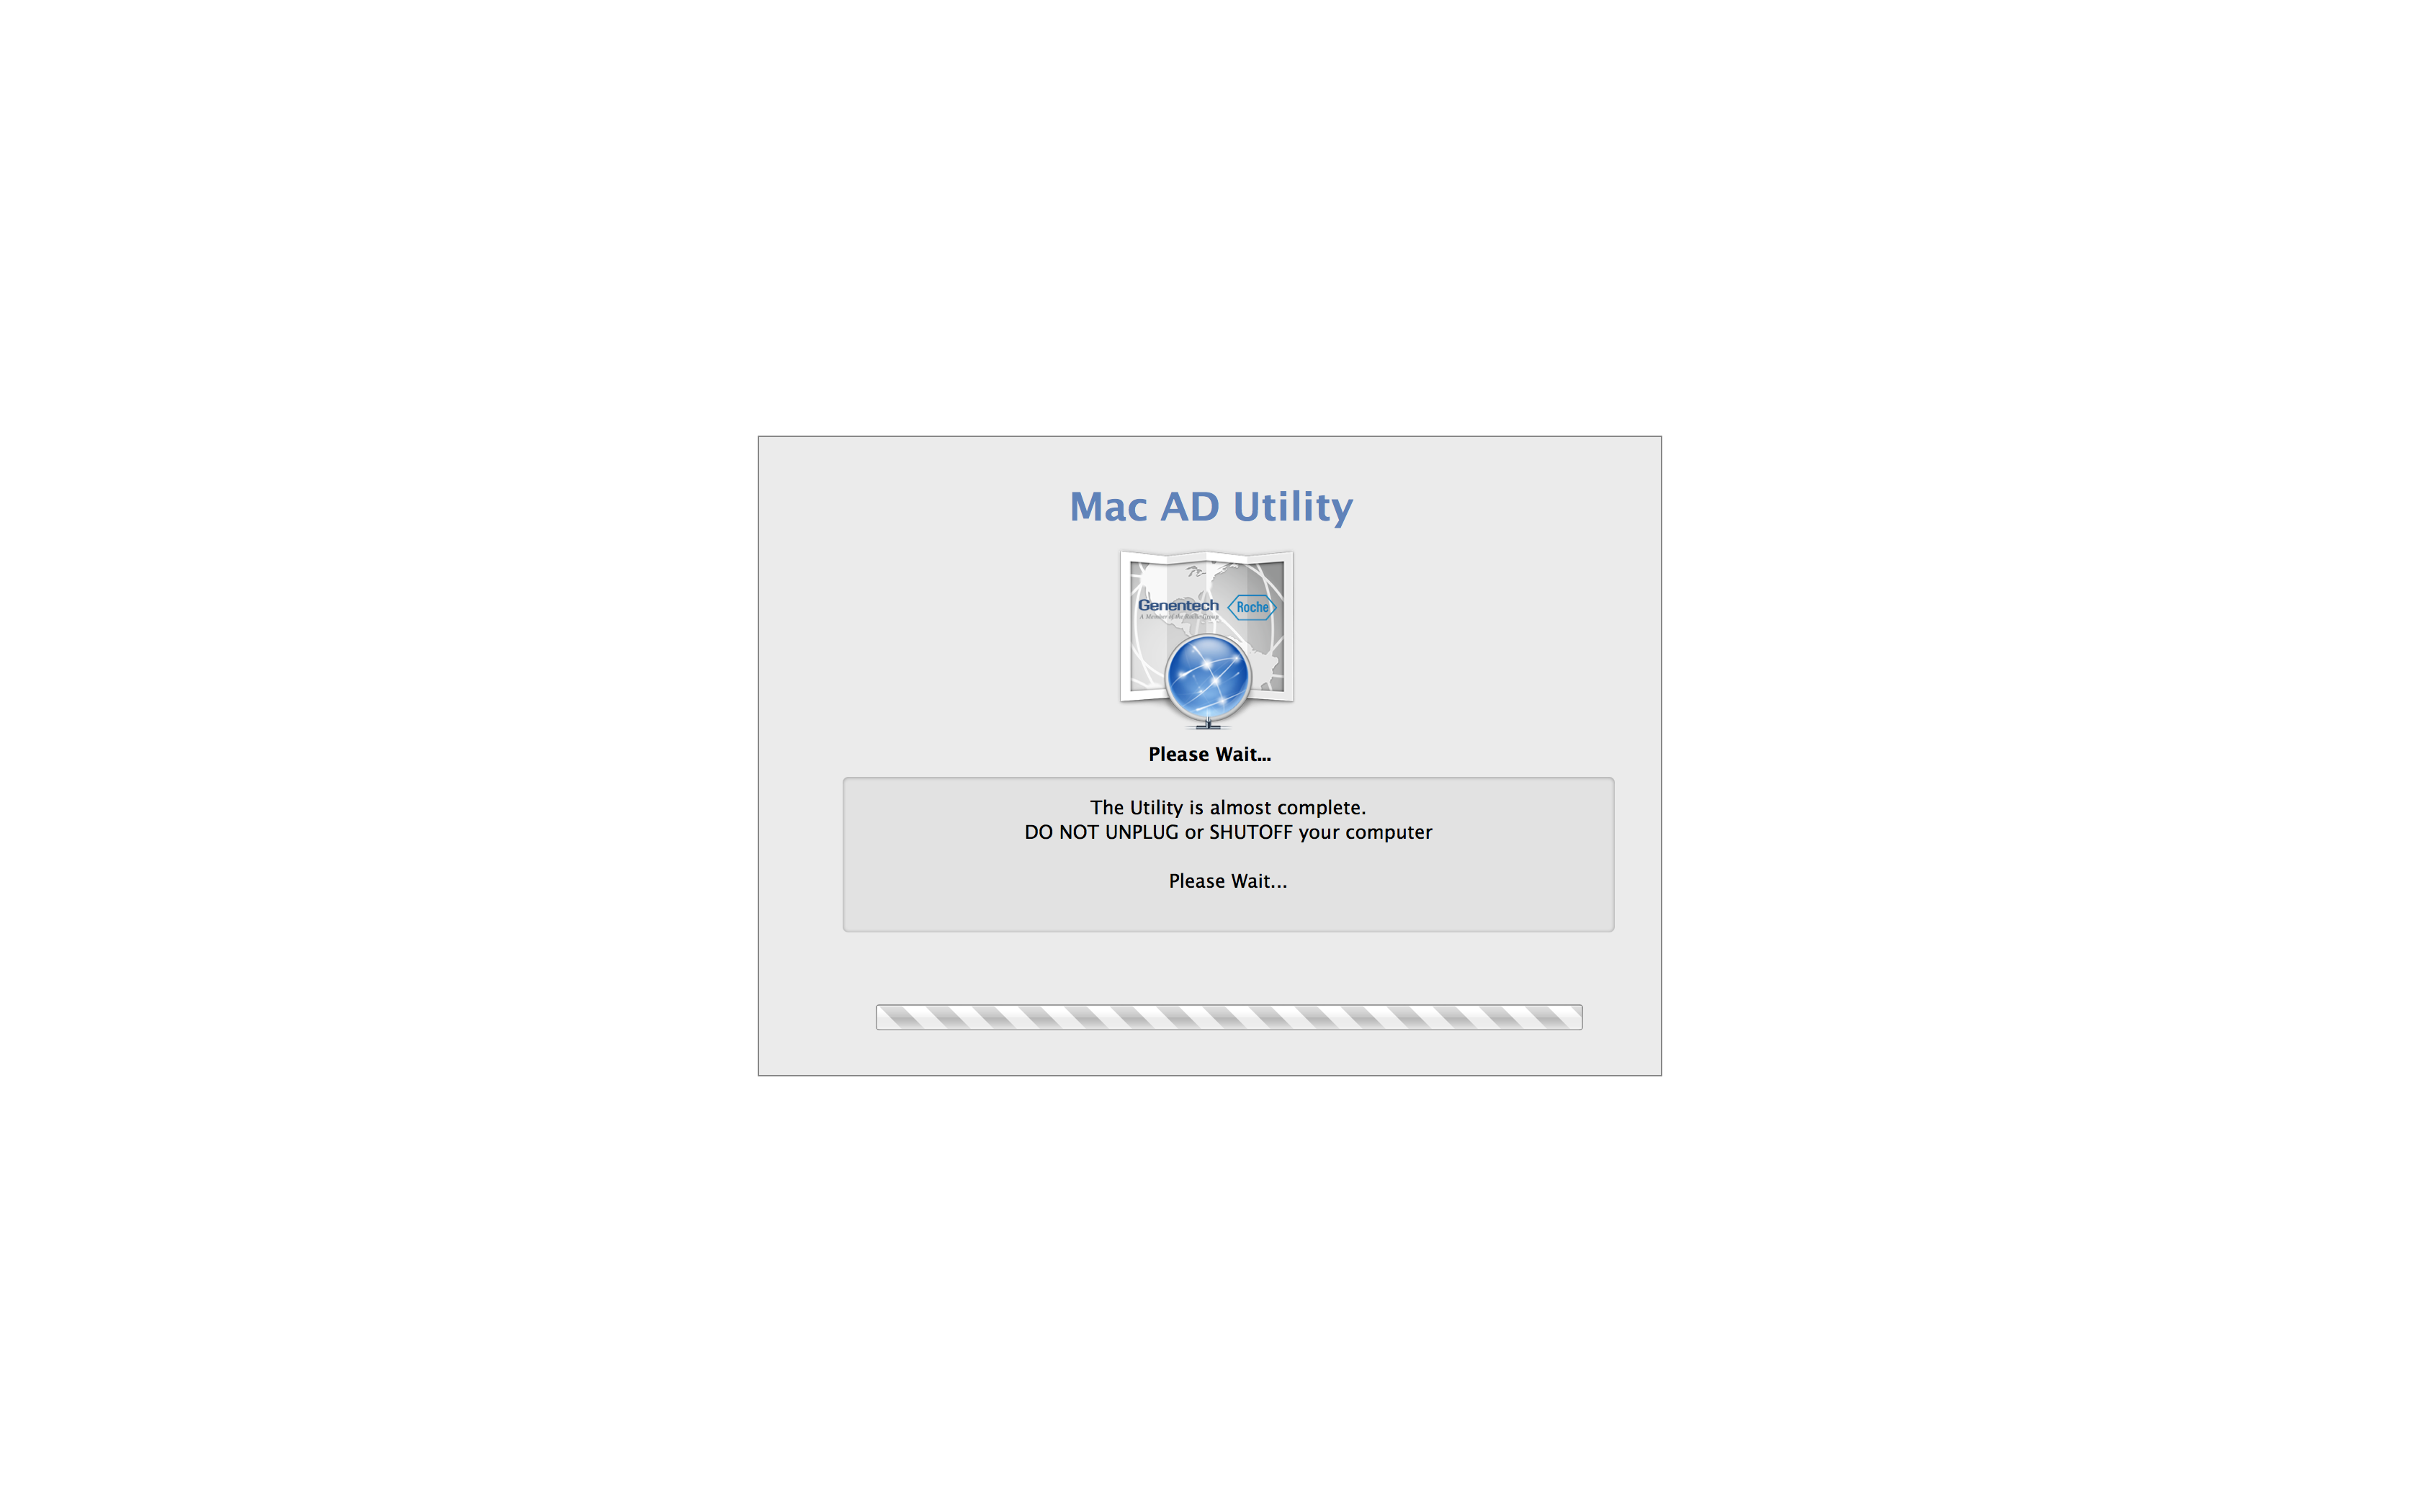 Mac AD Utility
Genentech
A Member of the Roche Group
Roche
Please Wait...
The Utility is almost complete.
DO NOT UNPLUG or SHUTOFF your computer
Please Wait...